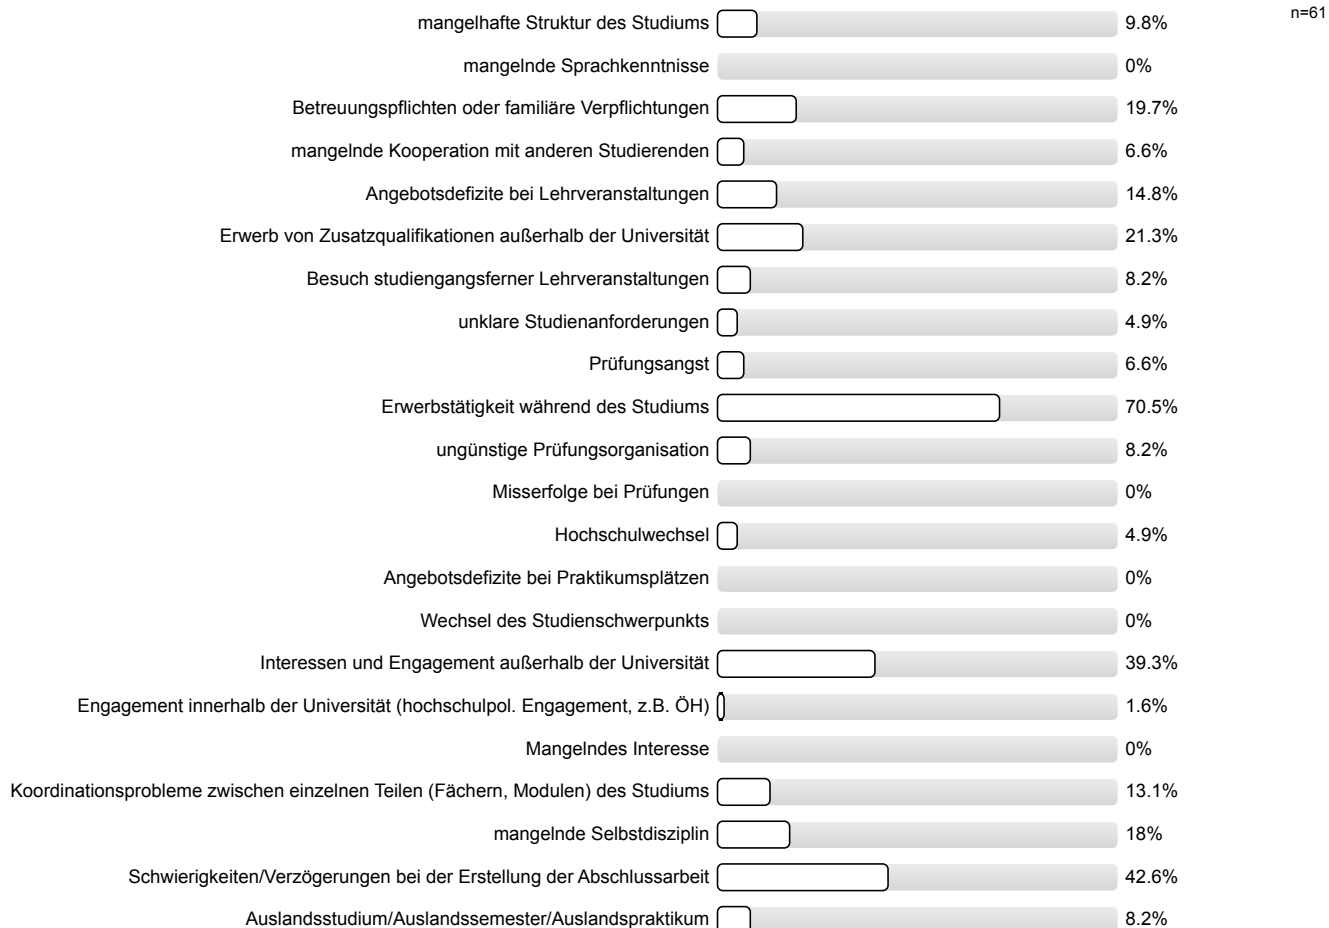 n=61
mangelhafte Struktur des Studiums 9.8%
mangelnde Sprachkenntnisse 0%
Betreuungspflichten oder familiäre Verpflichtungen 19.7%
mangelnde Kooperation mit anderen Studierenden 6.6%
Angebotsdefizite bei Lehrveranstaltungen 14.8%
Erwerb von Zusatzqualifikationen außerhalb der Universität 21.3%
Besuch studiengangsferner Lehrveranstaltungen 8.2%
unklare Studienanforderungen 4.9%
Prüfungsangst 6.6%
Erwerbstätigkeit während des Studiums 70.5%
ungünstige Prüfungsorganisation 8.2%
Misserfolge bei Prüfungen 0%
Hochschulwechsel 4.9%
Angebotsdefizite bei Praktikumsplätzen 0%
Wechsel des Studienschwerpunkts 0%
Interessen und Engagement außerhalb der Universität 39.3%
Engagement innerhalb der Universität (hochschulpol. Engagement, z.B. ÖH) 1.6%
Mangelndes Interesse 0%
Koordinationsprobleme zwischen einzelnen Teilen (Fächern, Modulen) des Studiums 13.1%
mangelnde Selbstdisziplin 18%
Schwierigkeiten/Verzögerungen bei der Erstellung der Abschlussarbeit 42.6%
Auslandsstudium/Auslandssemester/Auslandspraktikum 8.2%